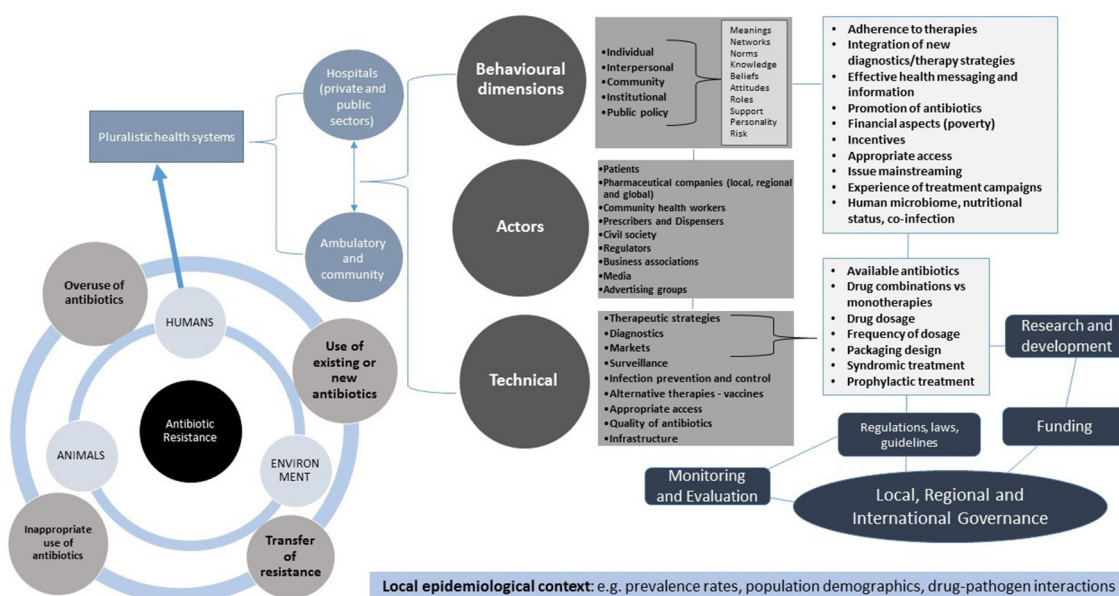 Pluralistic health systems
Hospitals
(private and
public
sectors)
Ambulatory
and
community
Overuse of
antibiotics
HUMANS
Use of
existing or
new
antibiotics
Antibiotic
Resistance
ANIMALS
ENVIRON
MENT
Inappropriate
use of
antibiotics
Transfer
of
resistance
Behavioural
dimensions
•Individual
•Interpersonal
•Community
•Institutional
•Public policy
Meanings
Networks
Norms
Knowledge
Beliefs
Attitudes
Roles
Support
Personality
Risk
• Adherence to therapies
• Integration of new
diagnostics/therapy strategies
• Effective health messaging and
information
• Promotion of antibiotics
• Financial aspects (poverty)
• Incentives
• Appropriate access
• Issue mainstreaming
• Experience of treatment campaigns
• Human microbiome, nutritional
status, co-infection
Actors
•Patients
•Pharmaceutical companies (local, regional
and global)
•Community health workers
•Prescribers and Dispensers
•Civil society
•Regulators
•Business associations
•Media
•Advertising groups
Technical
•Therapeutic strategies
•Diagnostics
•Markets
•Surveillance
•Infection prevention and control
•Alternative therapies - vaccines
•Appropriate access
•Quality of antibiotics
•Infrastructure
• Available antibiotics
• Drug combinations vs
monotherapies
• Drug dosage
• Frequency of dosage
• Packaging design
• Syndromic treatment
• Prophylactic treatment
Research and
development
Regulations, laws,
guidelines
Funding
Monitoring
and Evaluation
Local, Regional and
International Governance
Local epidemiological context: e.g. prevalence rates, population demographics, drug-pathogen interactions